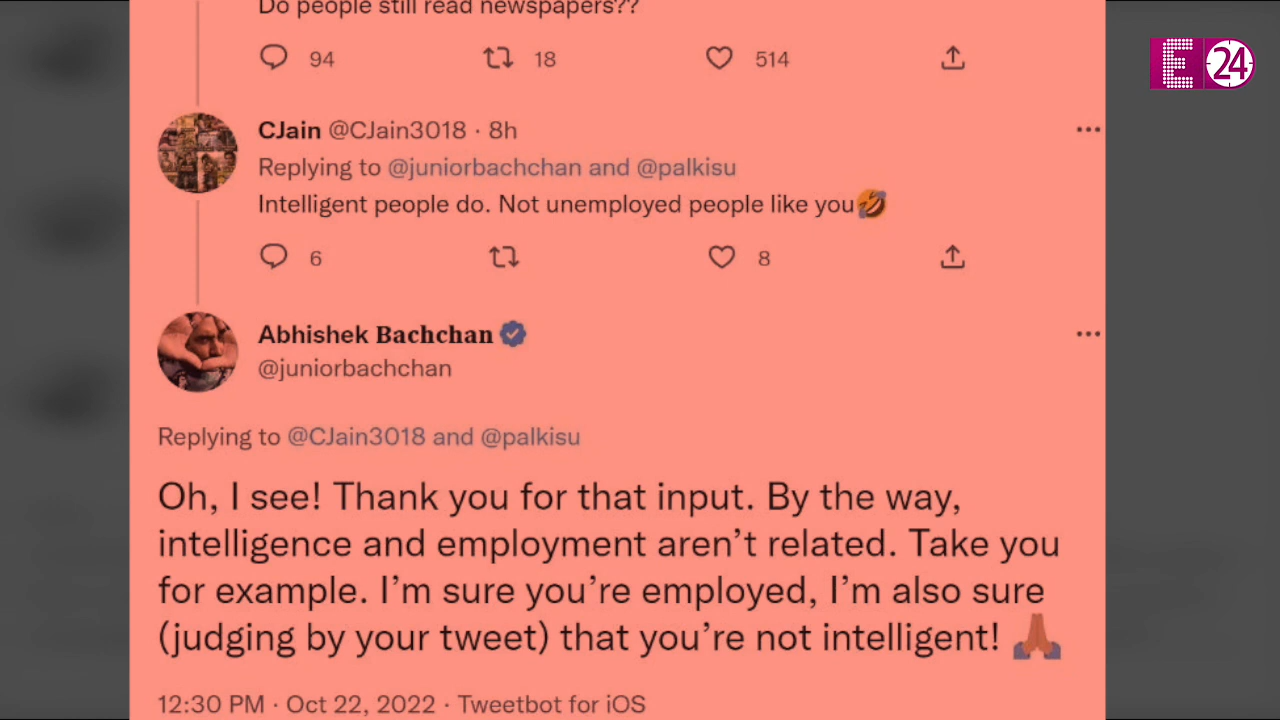 Do people still read newspapers??
94 18 514
E24
CJain @CJain3018 · 8h
Replying to @juniorbachchan and @palkisu
Intelligent people do. Not unemployed people like you🤣
6 8
Abhishek Bachchan
@juniorbachchan
Replying to @CJain3018 and @palkisu
Oh, I see! Thank you for that input. By the way,
intelligence and employment aren’t related. Take you
for example. I’m sure you’re employed, I’m also sure
(judging by your tweet) that you’re not intelligent! 🙏🏽
12:30 PM · Oct 22, 2022 · Tweetbot for iOS